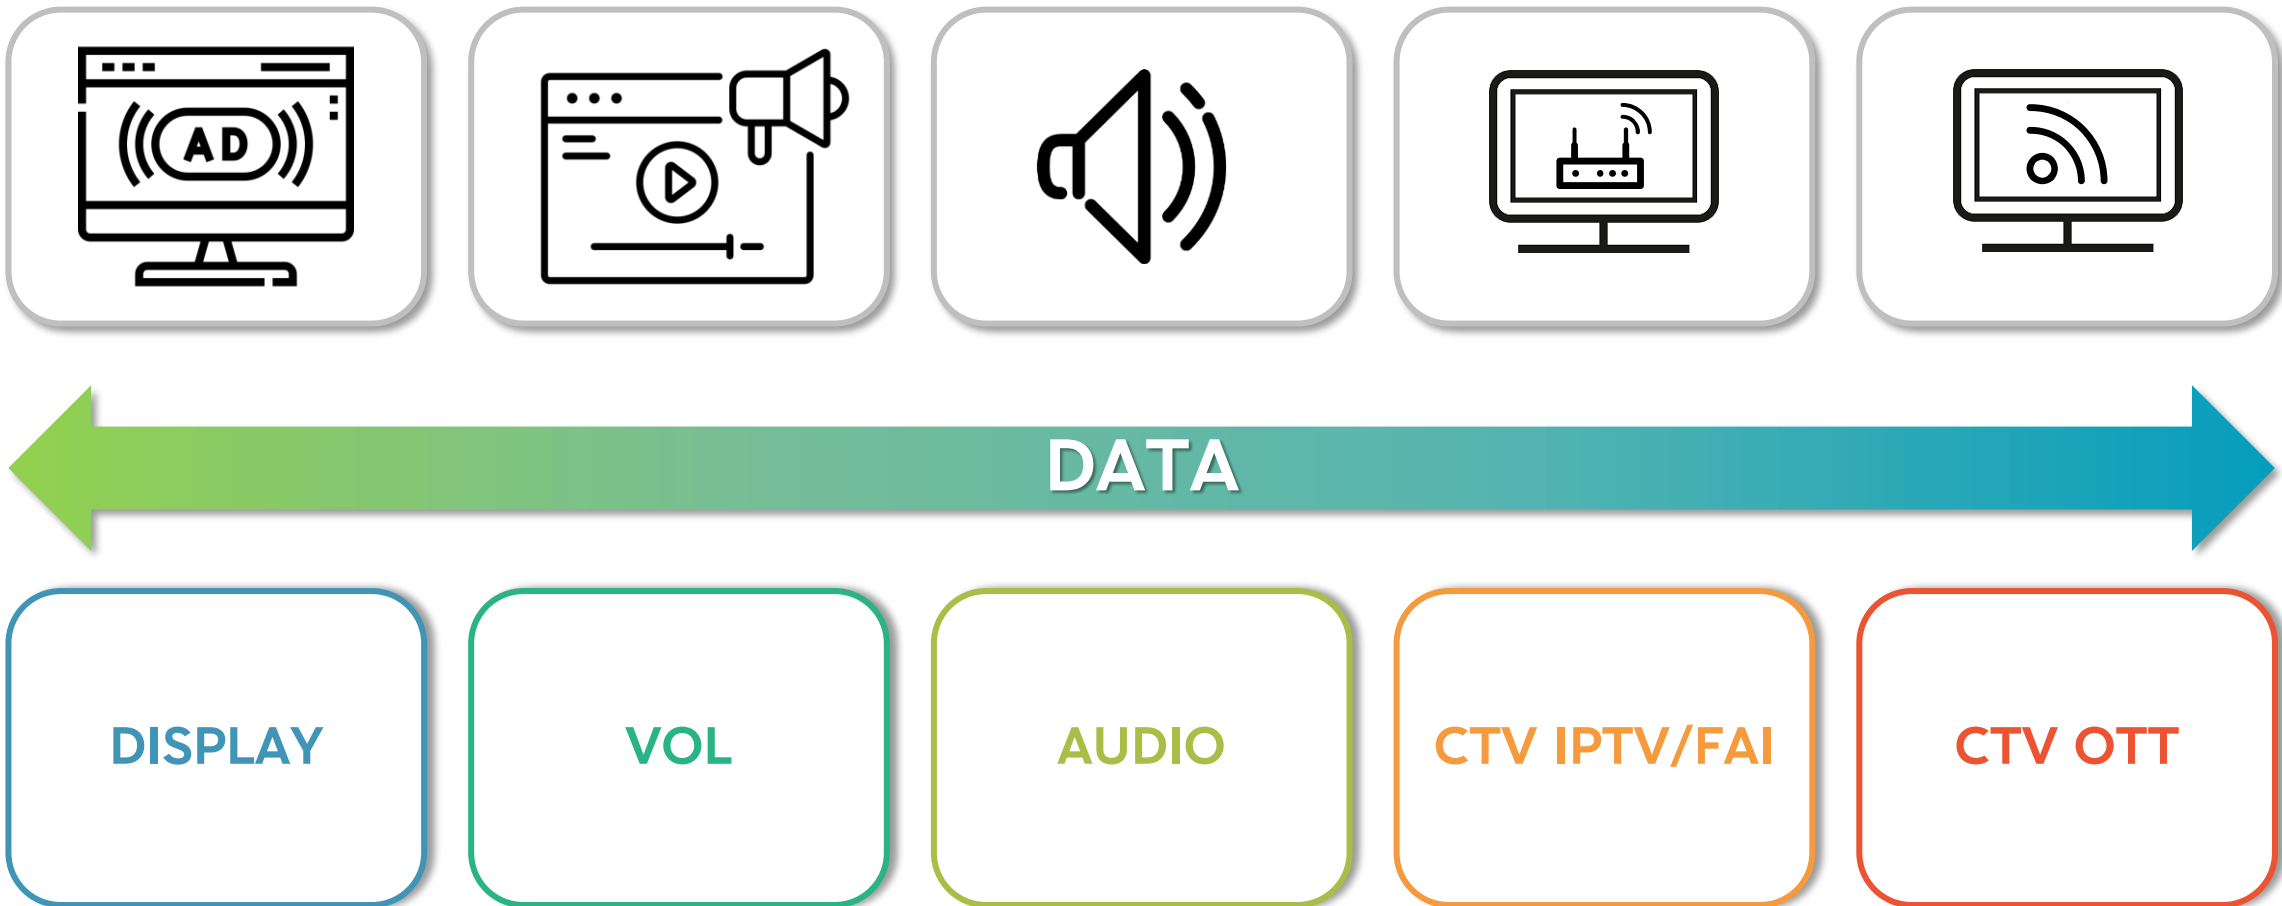 AD
DATA
DISPLAY
VOL
AUDIO
CTV IPTV/FAI
CTV OTT